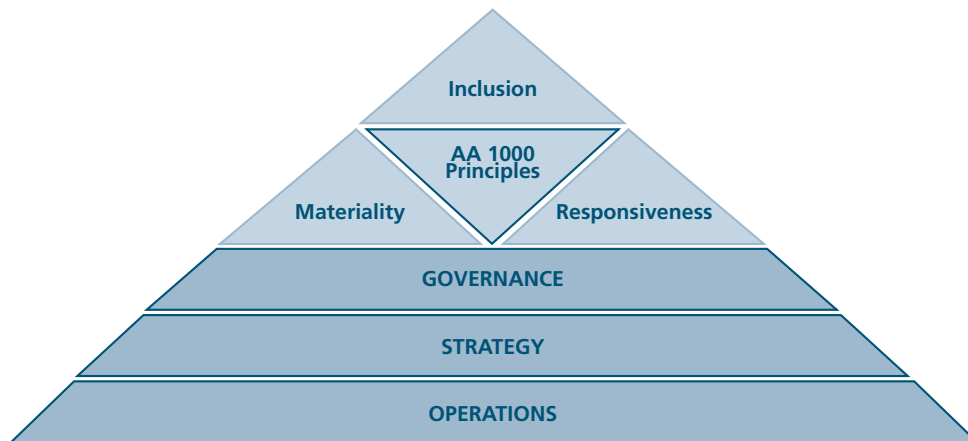 Inclusion
AA 1000
Principles
Materiality
Responsiveness
GOVERNANCE
STRATEGY
OPERATIONS